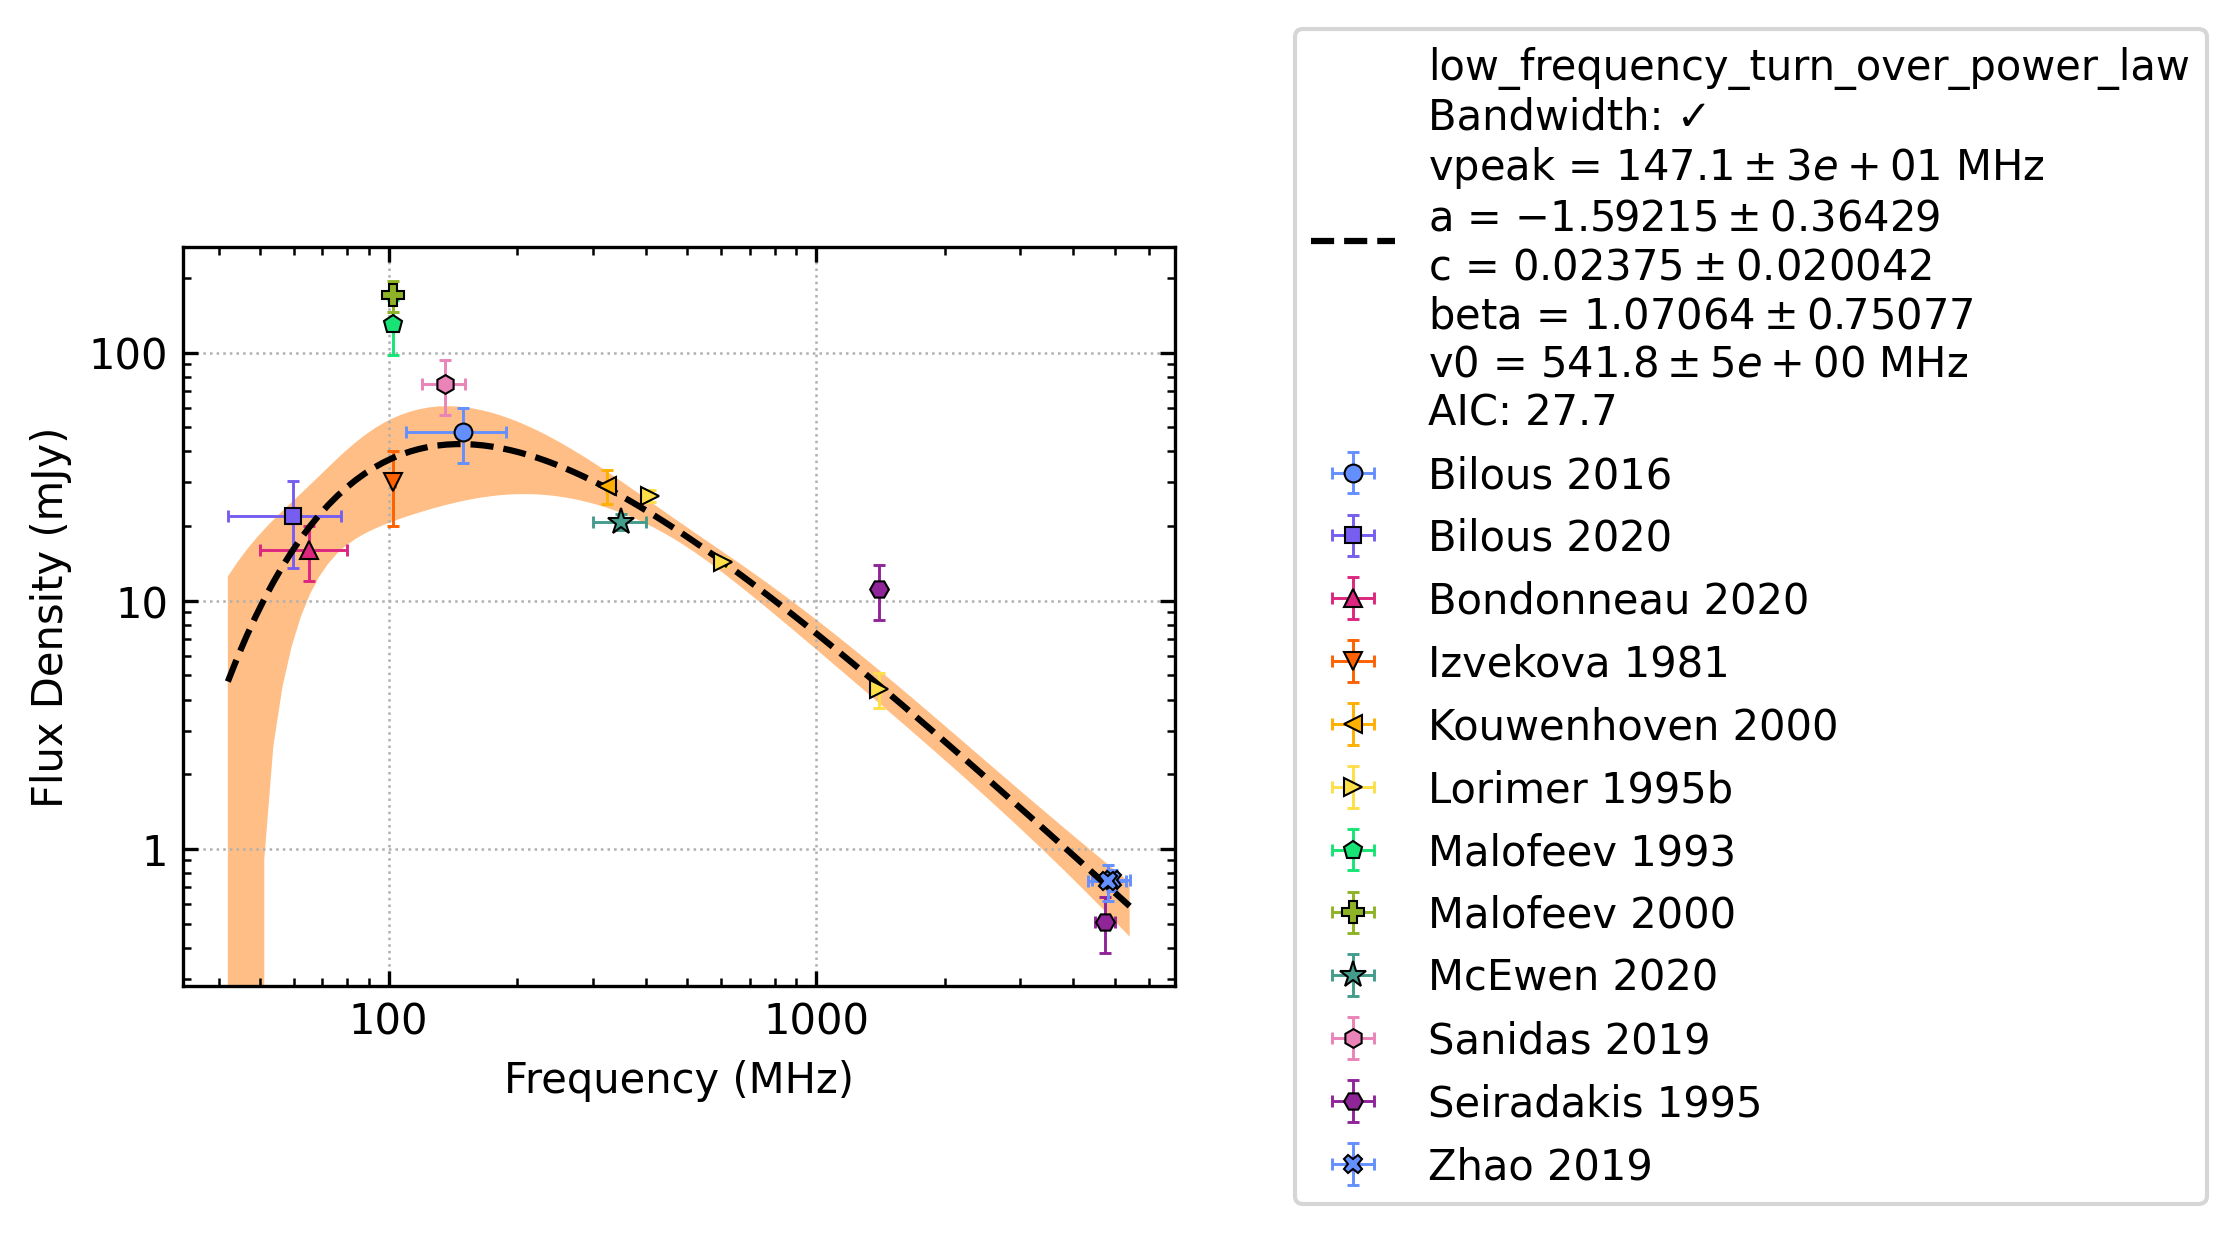 low_frequency_turn_over_power_law
Bandwidth: ✓
vpeak = 147.1 ± 3e + 01 MHz
a = −1.59215 ± 0.36429
c = 0.02375 ± 0.020042
beta = 1.07064 ± 0.75077
v0 = 541.8 ± 5e + 00 MHz
AIC: 27.7
Bilous 2016
Bilous 2020
Bondonneau 2020
Izvekova 1981
Kouwenhoven 2000
Lorimer 1995b
Malofeev 1993
Malofeev 2000
McEwen 2020
Sanidas 2019
Seiradakis 1995
Zhao 2019
Flux Density (mJy)
100
10
1
100
1000
Frequency (MHz)